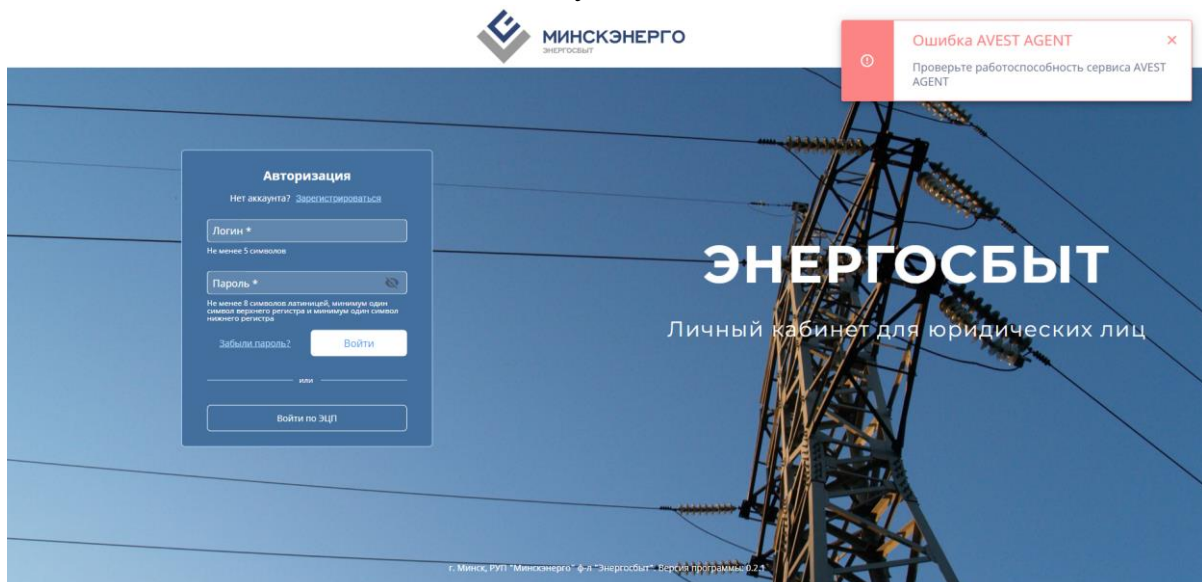 МИНСКЭНЕРГО
ЭНЕРГОСБЫТ
Ошибка AVEST AGENT
Проверьте работоспособность сервиса AVEST
AGENT
Авторизация
Нет аккаунта? Зарегистрироваться
Логин *
Не менее 5 символов
Пароль *
Не менее 8 символов латиницей, минимум один
символ верхнего регистра и минимум один символ
нижнего регистра
Забыли пароль?
Войти
или
Войти по ЭЦП
ЭНЕРГОСБЫТ
Личный кабинет для юридических лиц
г. Минск, РУП "Минскэнерго" ф-л "Энергосбыт". Версия программы: 0.2.1